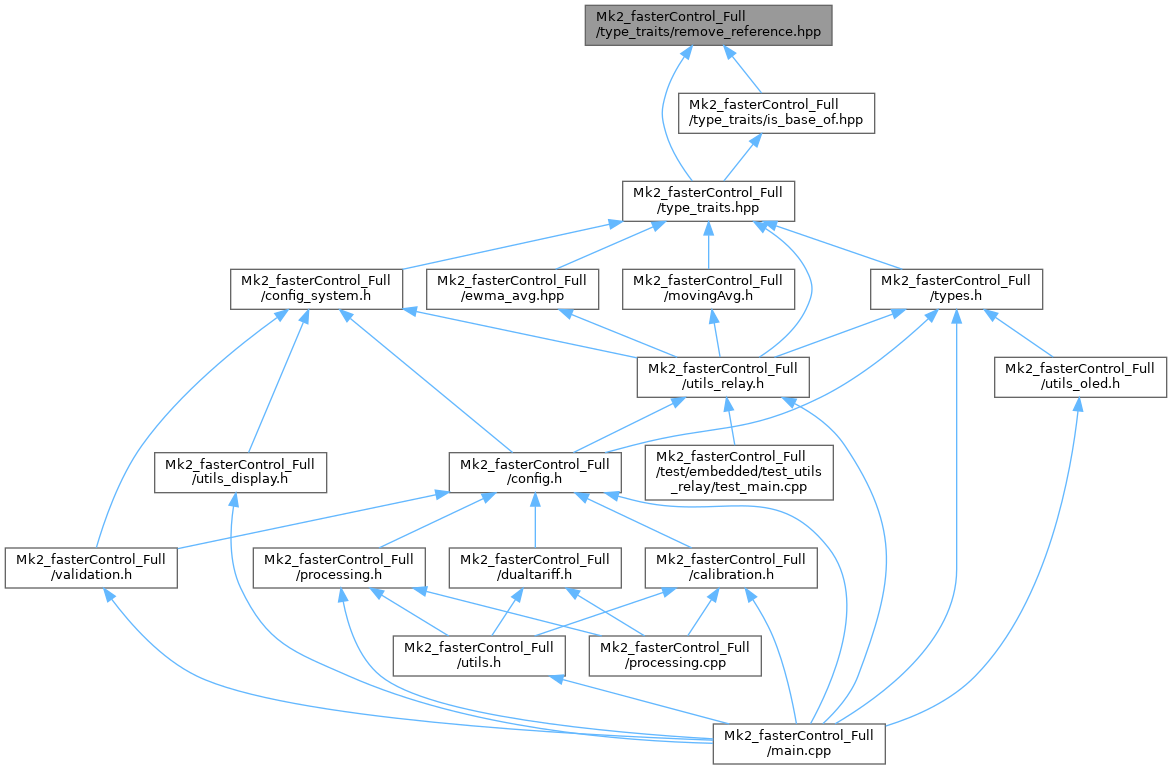 Mk2_fasterControl_Full
/type_traits/remove_reference.hpp
Mk2_fasterControl_Full
/type_traits/is_base_of.hpp
Mk2_fasterControl_Full
/type_traits.hpp
Mk2_fasterControl_Full
/config_system.h
Mk2_fasterControl_Full
/ewma_avg.hpp
Mk2_fasterControl_Full
/movingAvg.h
Mk2_fasterControl_Full
/types.h
Mk2_fasterControl_Full
/utils_relay.h
Mk2_fasterControl_Full
/utils_oled.h
Mk2_fasterControl_Full
/utils_display.h
Mk2_fasterControl_Full
/config.h
Mk2_fasterControl_Full
/test/embedded/test_utils
_relay/test_main.cpp
Mk2_fasterControl_Full
/validation.h
Mk2_fasterControl_Full
/processing.h
Mk2_fasterControl_Full
/dualtariff.h
Mk2_fasterControl_Full
/calibration.h
Mk2_fasterControl_Full
/utils.h
Mk2_fasterControl_Full
/processing.cpp
Mk2_fasterControl_Full
/main.cpp